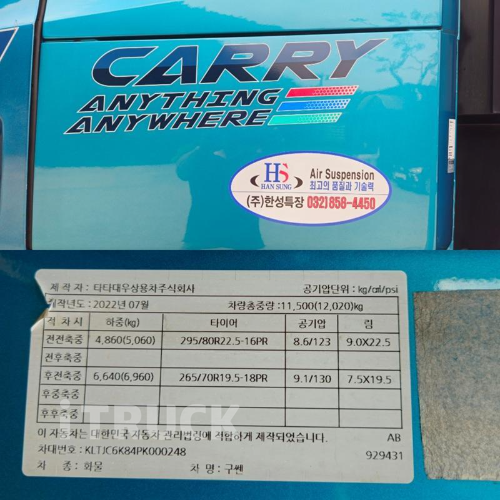 CARRY
ANYTHING
ANYWHERE
HS
HAN SUNG
Air Suspension
최고의 품질과 기술력
(주)한성특장 032)858-4450
제 작 자 : 타타대우상용차주식회사 공기압단위 : kg/㎠/psi
제작년도 : 2022년 07월 차량총중량 : 11,500(12,020)kg
적 차 시 하중(kg) 타이어 공기압 림
전전축중 4,860(5,060) 295/80R22.5-16PR 8.6/123 9.0X22.5
전후축중
후전축중 6,640(6,960) 265/70R19.5-18PR 9.1/130 7.5X19.5
후중축중
후후축중
이 자동차는 대한민국자동차 관리법령에 적합하게 제작되었습니다. AB
차대번호 : KLTJC6K84PK000248 929431
차 종 : 화물 차 명 : 구쎈
TRUCK